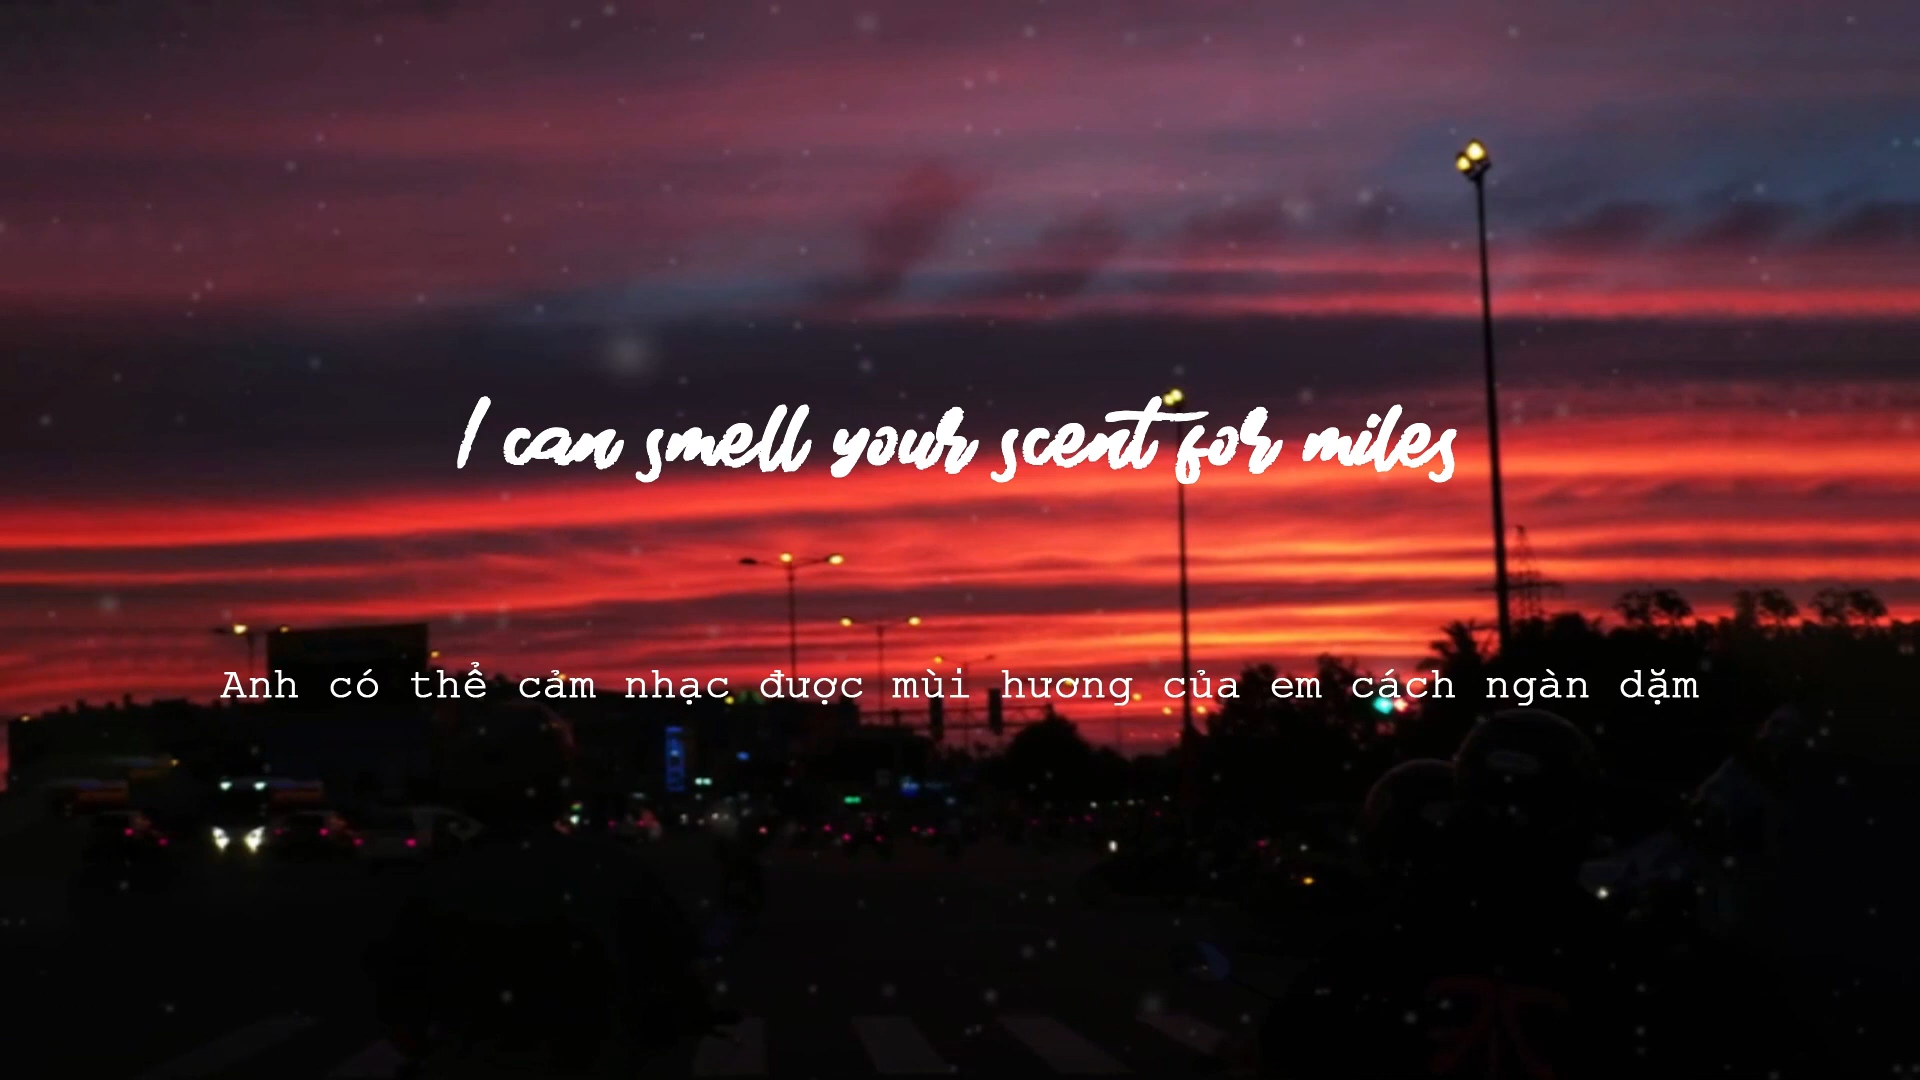 I can smell your scent for miles
Anh có thể cảm nhạc được mùi hương của em cách ngàn dặm